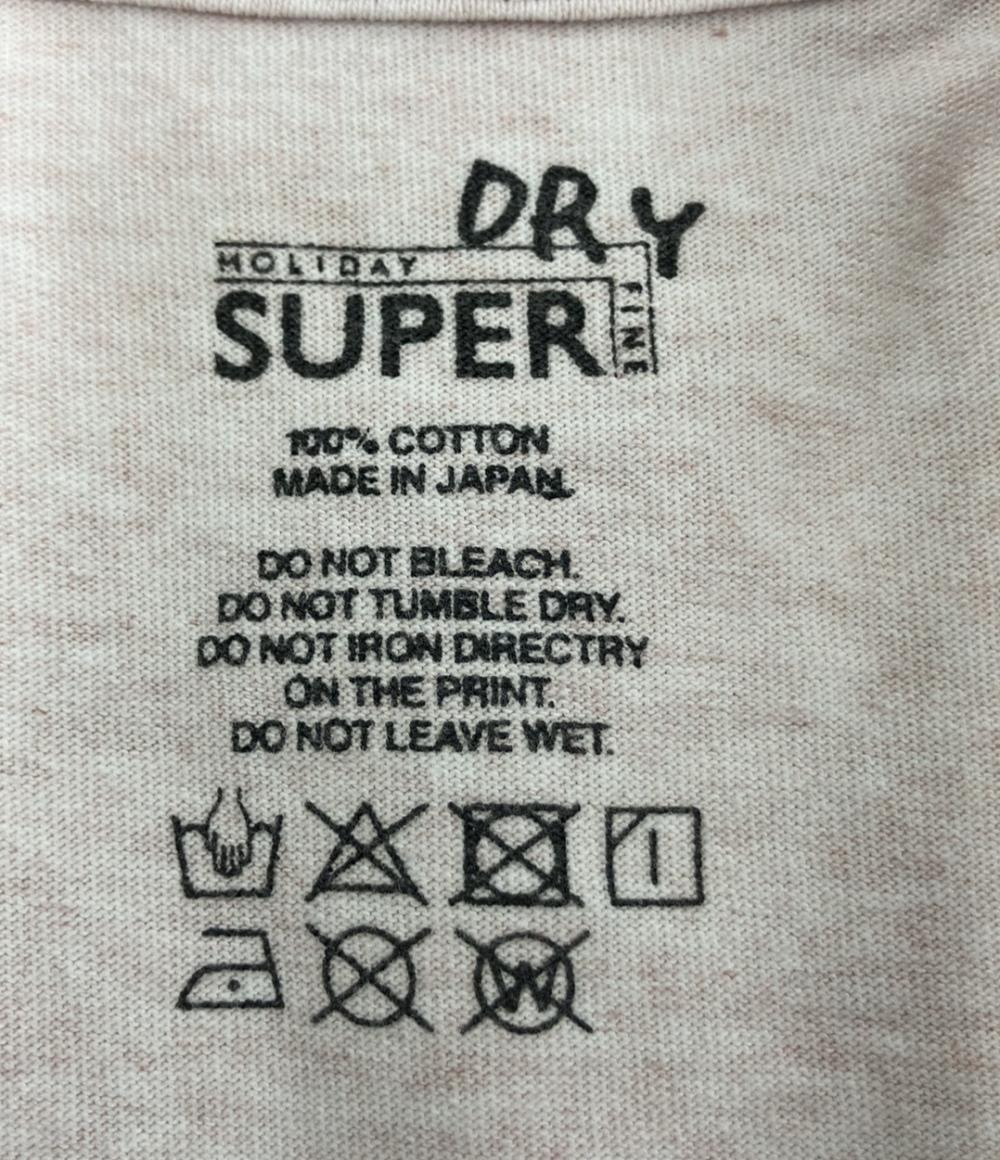 DRY
HOLIDAY
SUPER
FINE
100% COTTON
MADE IN JAPAN.
DO NOT BLEACH.
DO NOT TUMBLE DRY.
DO NOT IRON DIRECTRY
ON THE PRINT.
DO NOT LEAVE WET.
W